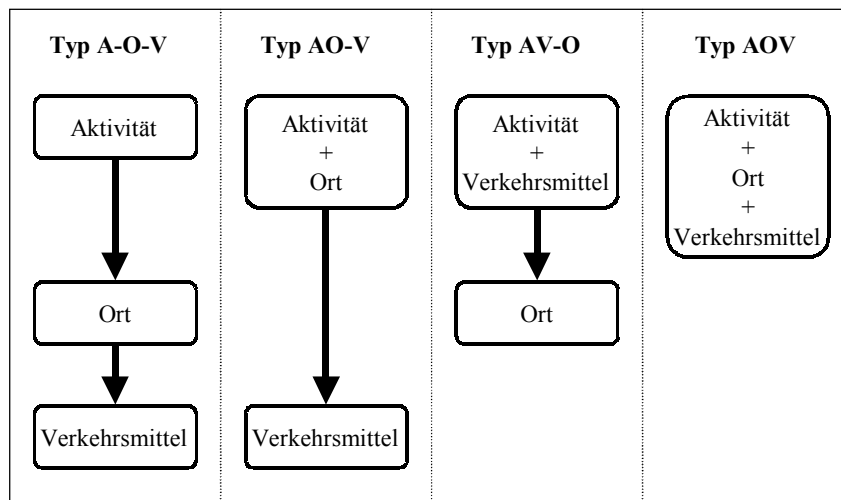 Typ A-O-V
Aktivität
Ort
Verkehrsmittel
Typ AO-V
Aktivität
+
Ort
Verkehrsmittel
Typ AV-O
Aktivität
+
Verkehrsmittel
Ort
Typ AOV
Aktivität
+
Ort
+
Verkehrsmittel